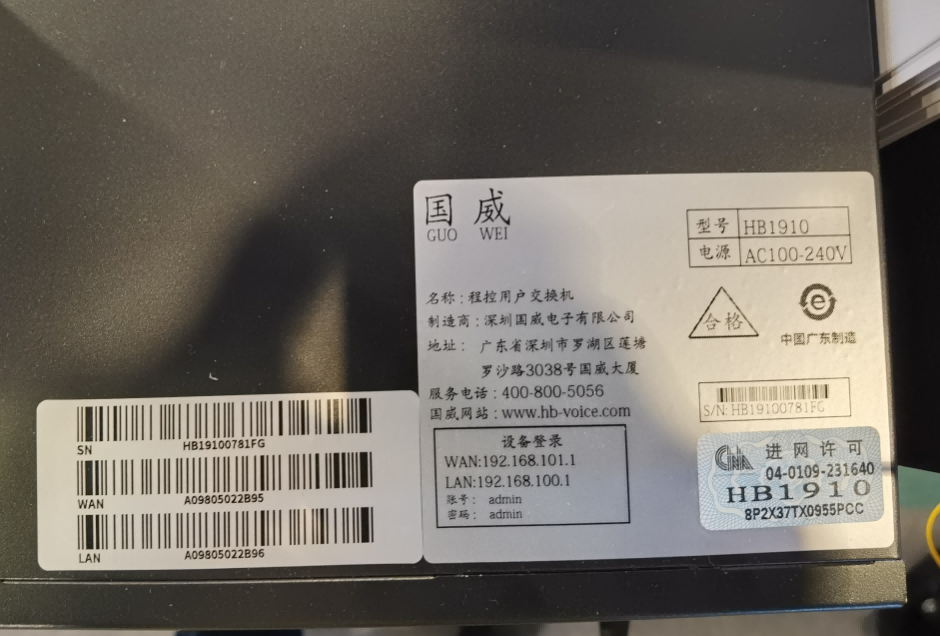 国威
GUO WEI
型号 HB1910
电源 AC100-240V
名称：程控用户交换机
制造商：深圳国威电子有限公司
地址： 广东省深圳市罗湖区莲塘
罗沙路3038号国威大厦
服务电话：400-800-5056
国威网站：www.hb-voice.com
合格
中国广东制造
S/N:HB19100781FG
设备登录
WAN:192.168.101.1
LAN:192.168.100.1
账号： admin
密码： admin
进网许可
04-0109-231640
HB1910
8P2X37TX0955PCC
SN HB19100781FG
WAN A09805022B95
LAN A09805022B96